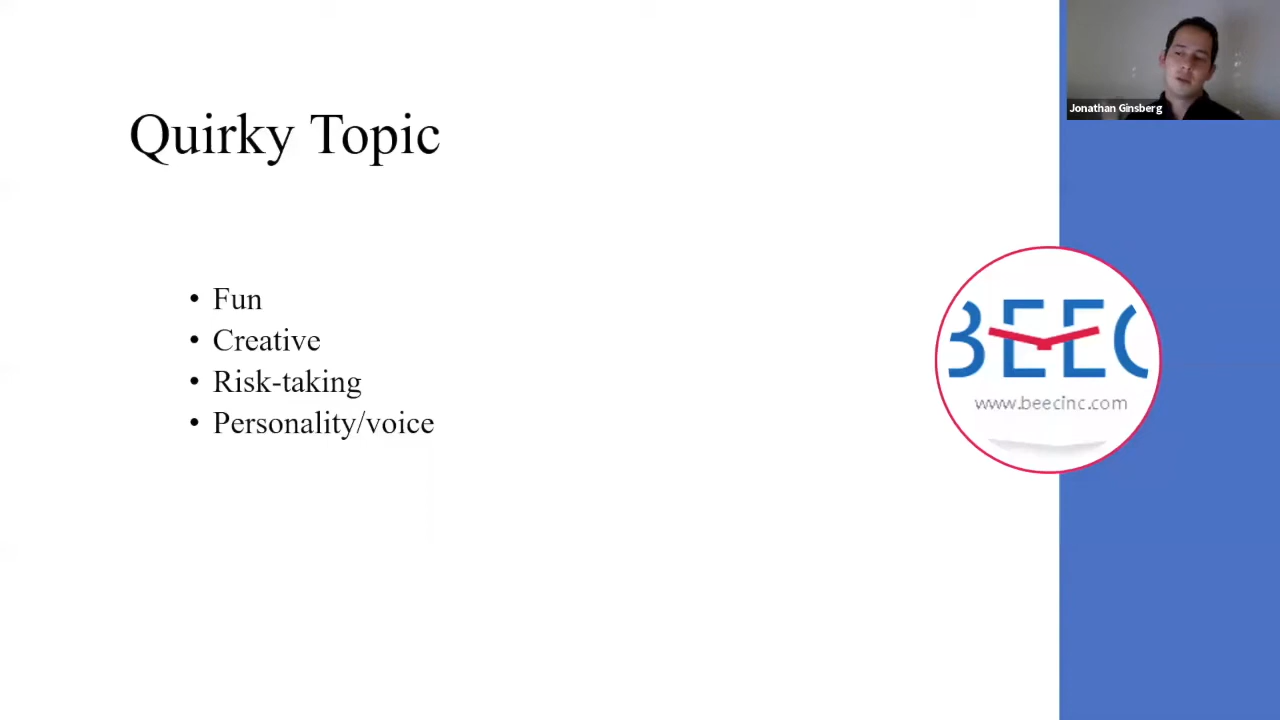 Quirky Topic
• Fun
• Creative
• Risk-taking
• Personality/voice
Jonathan Ginsberg
BEEC
www.beecinc.com